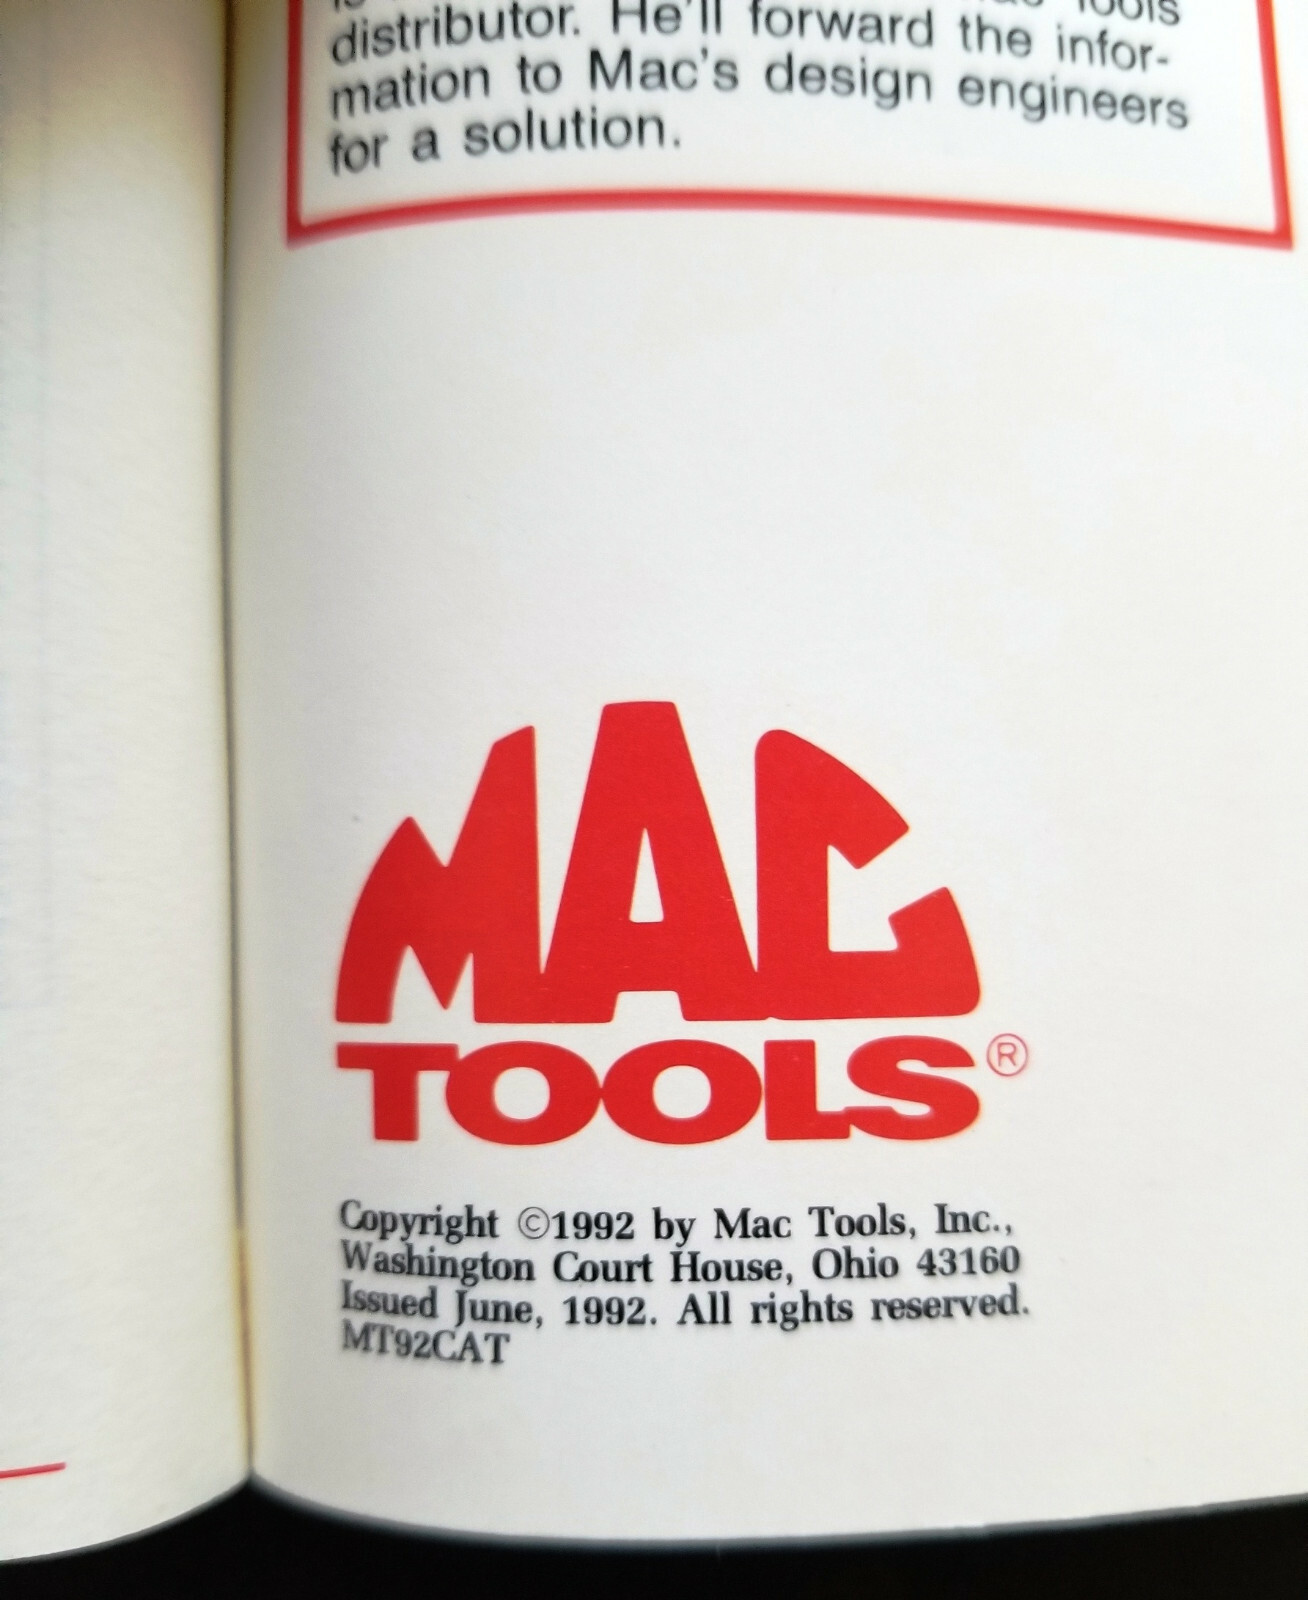 Tools
distributor. He'll forward the infor-
mation to Mac's design engineers
for a solution.
MAC
TOOLS®
Copyright ©1992 by Mac Tools, Inc.,
Washington Court House, Ohio 43160
Issued June, 1992. All rights reserved.
MT92CAT